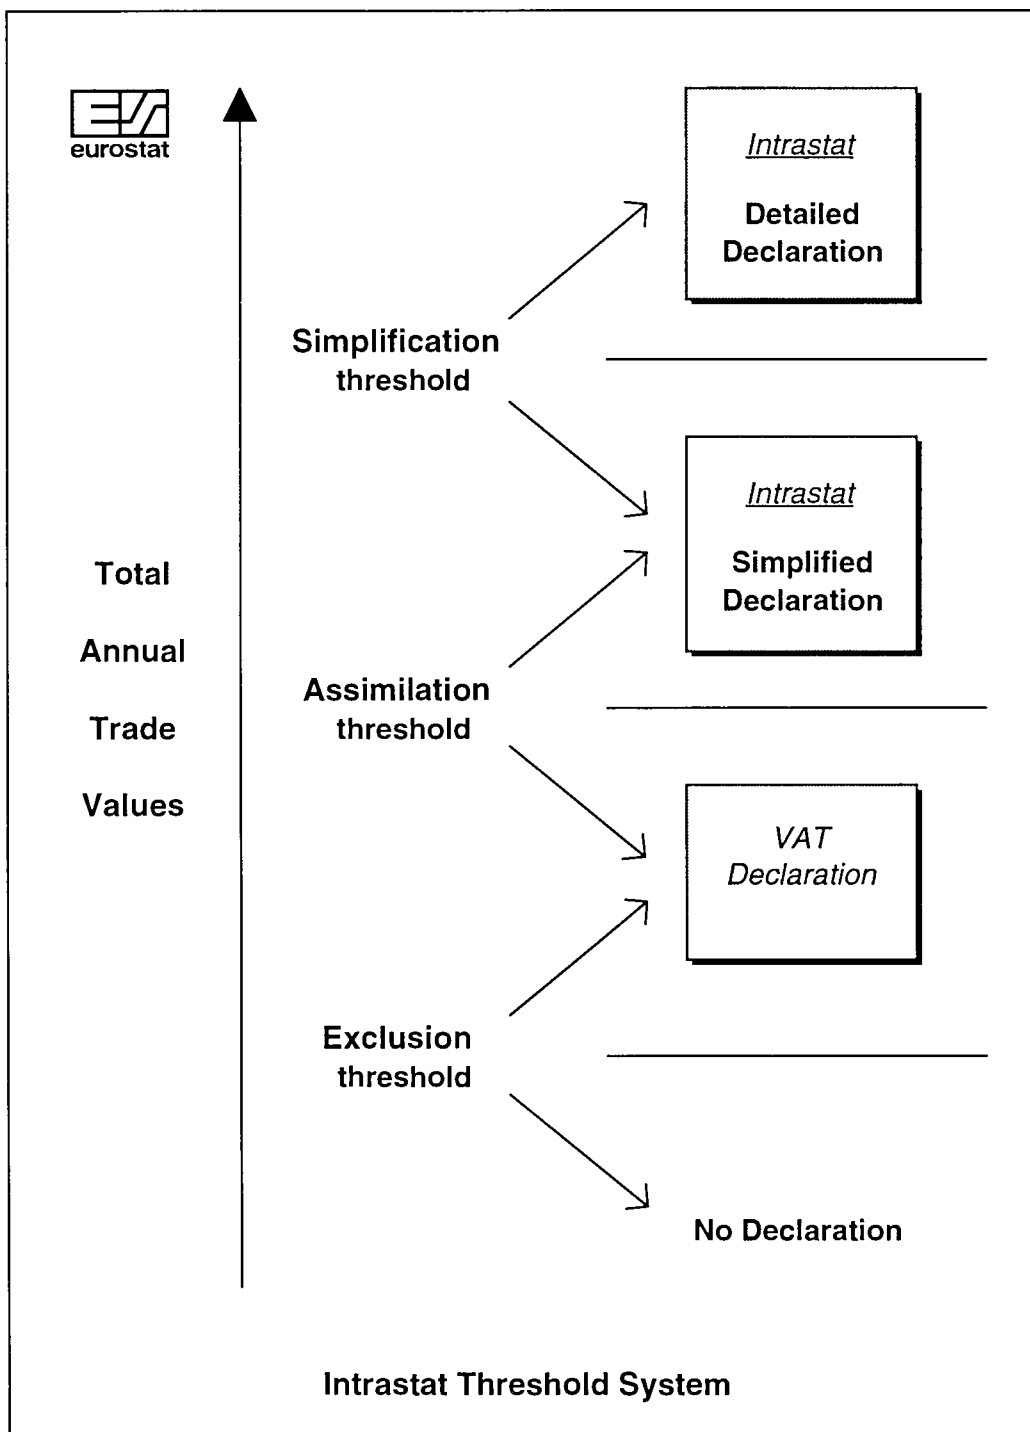 eurostat
Intrastat
Detailed
Declaration
Simplification
threshold
Intrastat
Simplified
Declaration
Total
Annual
Trade
Values
Assimilation
threshold
VAT
Declaration
Exclusion
threshold
No Declaration
Intrastat Threshold System